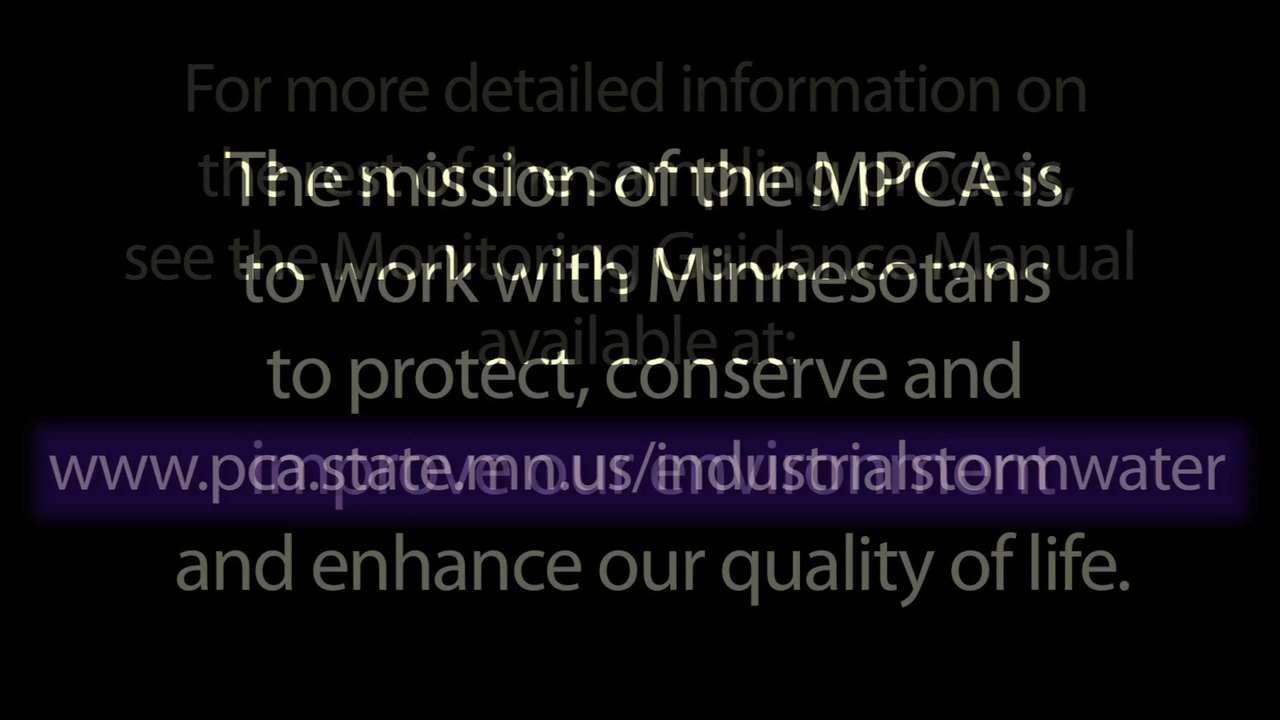 For more detailed information on
the rest of the sampling process,
see the Monitoring Guidance Manual
available at:
www.pca.state.mn.us/industrialstormwater
The mission of the MPCA is
to work with Minnesotans
to protect, conserve and
improve our environment
and enhance our quality of life.